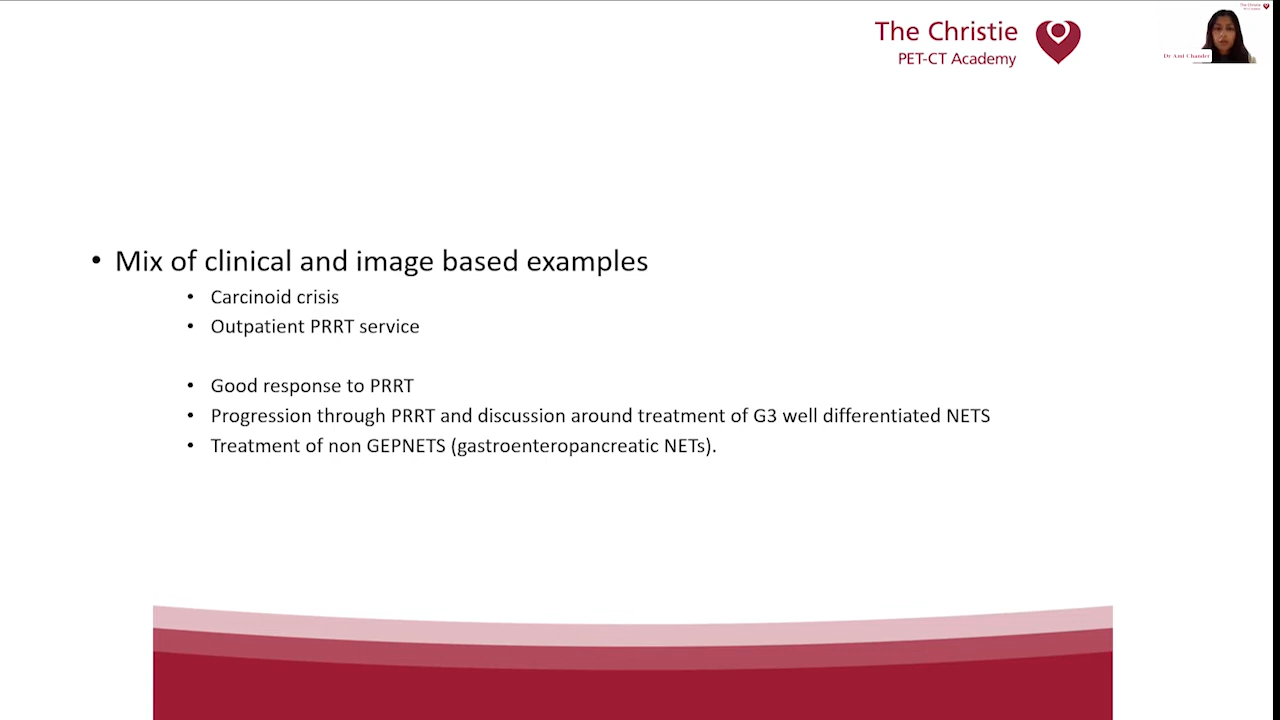 The Christie
PET-CT Academy
Dr Ami Chander
• Mix of clinical and image based examples
• Carcinoid crisis
• Outpatient PRRT service
• Good response to PRRT
• Progression through PRRT and discussion around treatment of G3 well differentiated NETS
• Treatment of non GEPNETS (gastroenteropancreatic NETs).